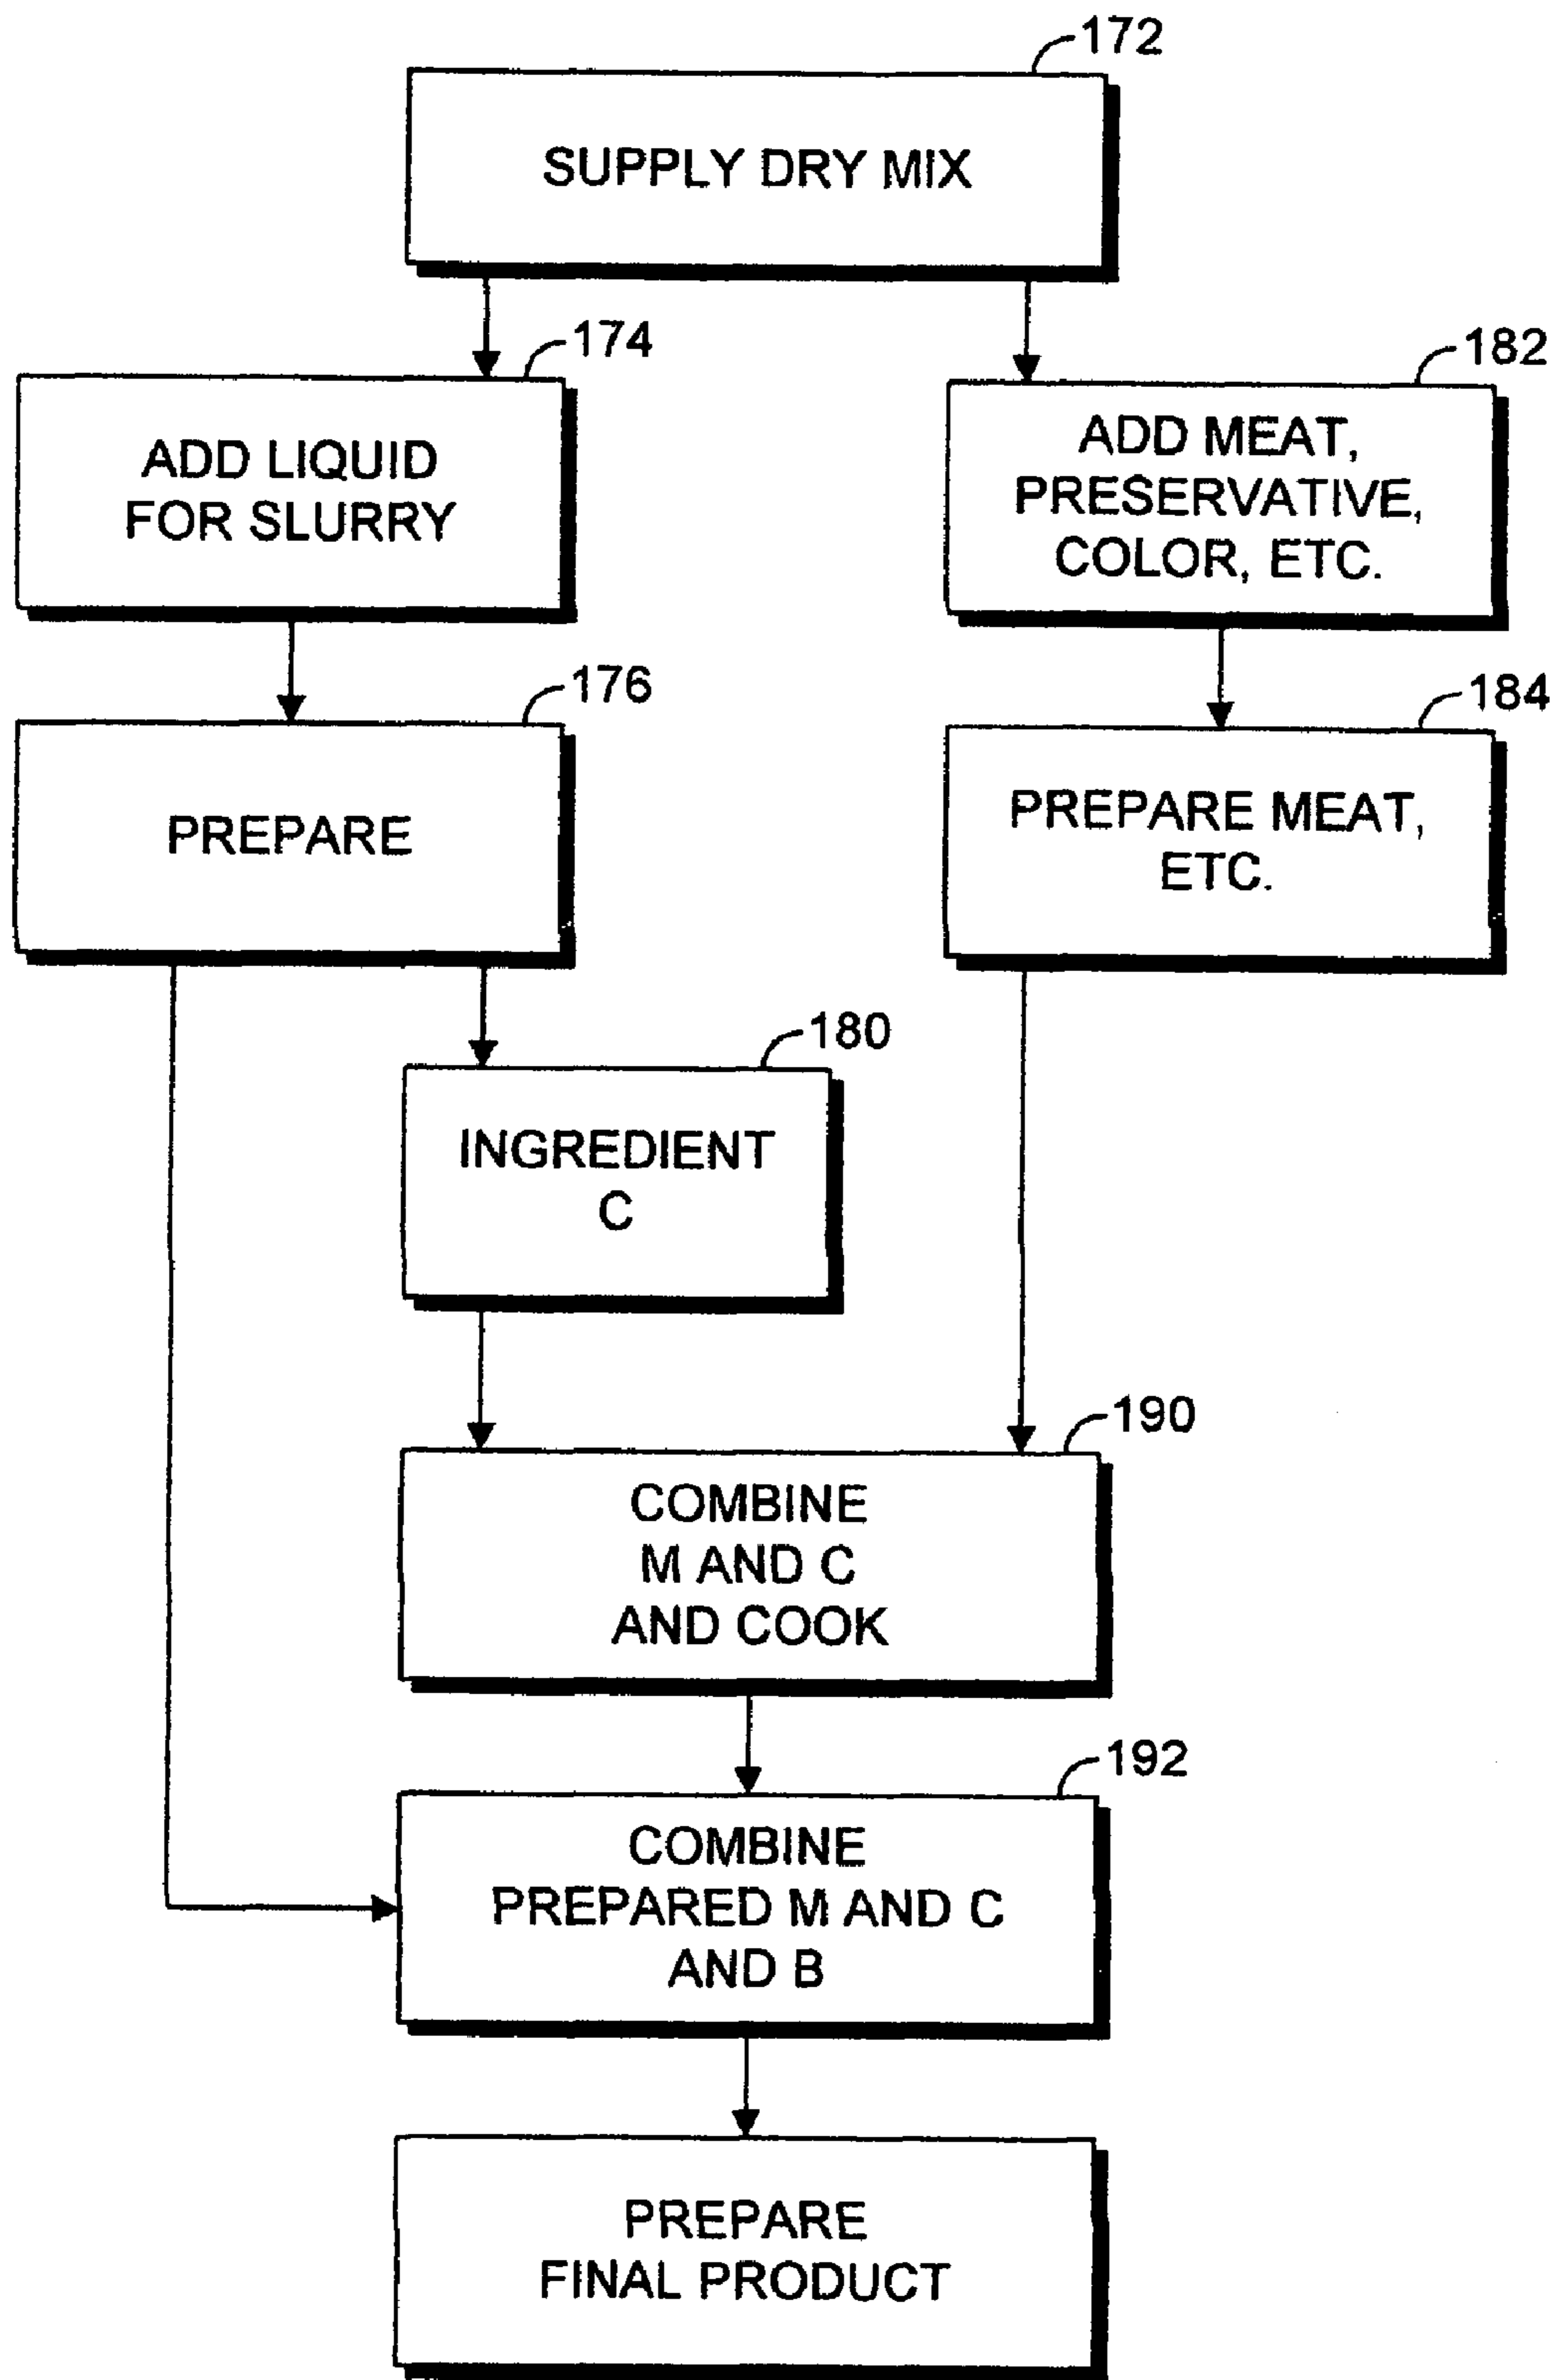 172
SUPPLY DRY MIX
174
ADD LIQUID
FOR SLURRY
182
ADD MEAT,
PRESERVATIVE,
COLOR, ETC.
176
PREPARE
184
PREPARE MEAT,
ETC.
180
INGREDIENT
C
190
COMBINE
M AND C
AND COOK
192
COMBINE
PREPARED M AND C
AND B
PREPARE
FINAL PRODUCT